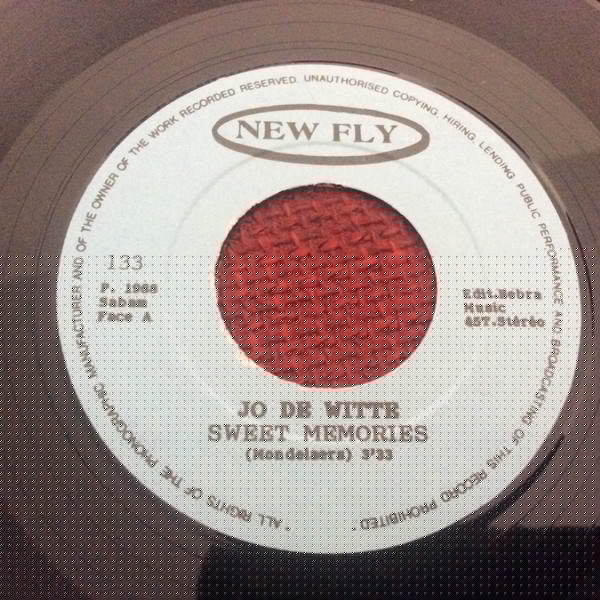 NEW FLY
133
P. 1988
Sabam
Face A
Edit.Hebra
Music
45T.Stéréo
JO DE WITTE
SWEET MEMORIES
3'33
"ALL RIGHTS OF THE PHONOGRAPHIC MANUFACTURER AND OF THE OWNER OF THE WORK RECORDED RESERVED. UNAUTHORISED COPYING, HIRING, LENDING PUBLIC PERFORMANCE AND BROADCASTING OF THIS RECORD PROHIBITED"